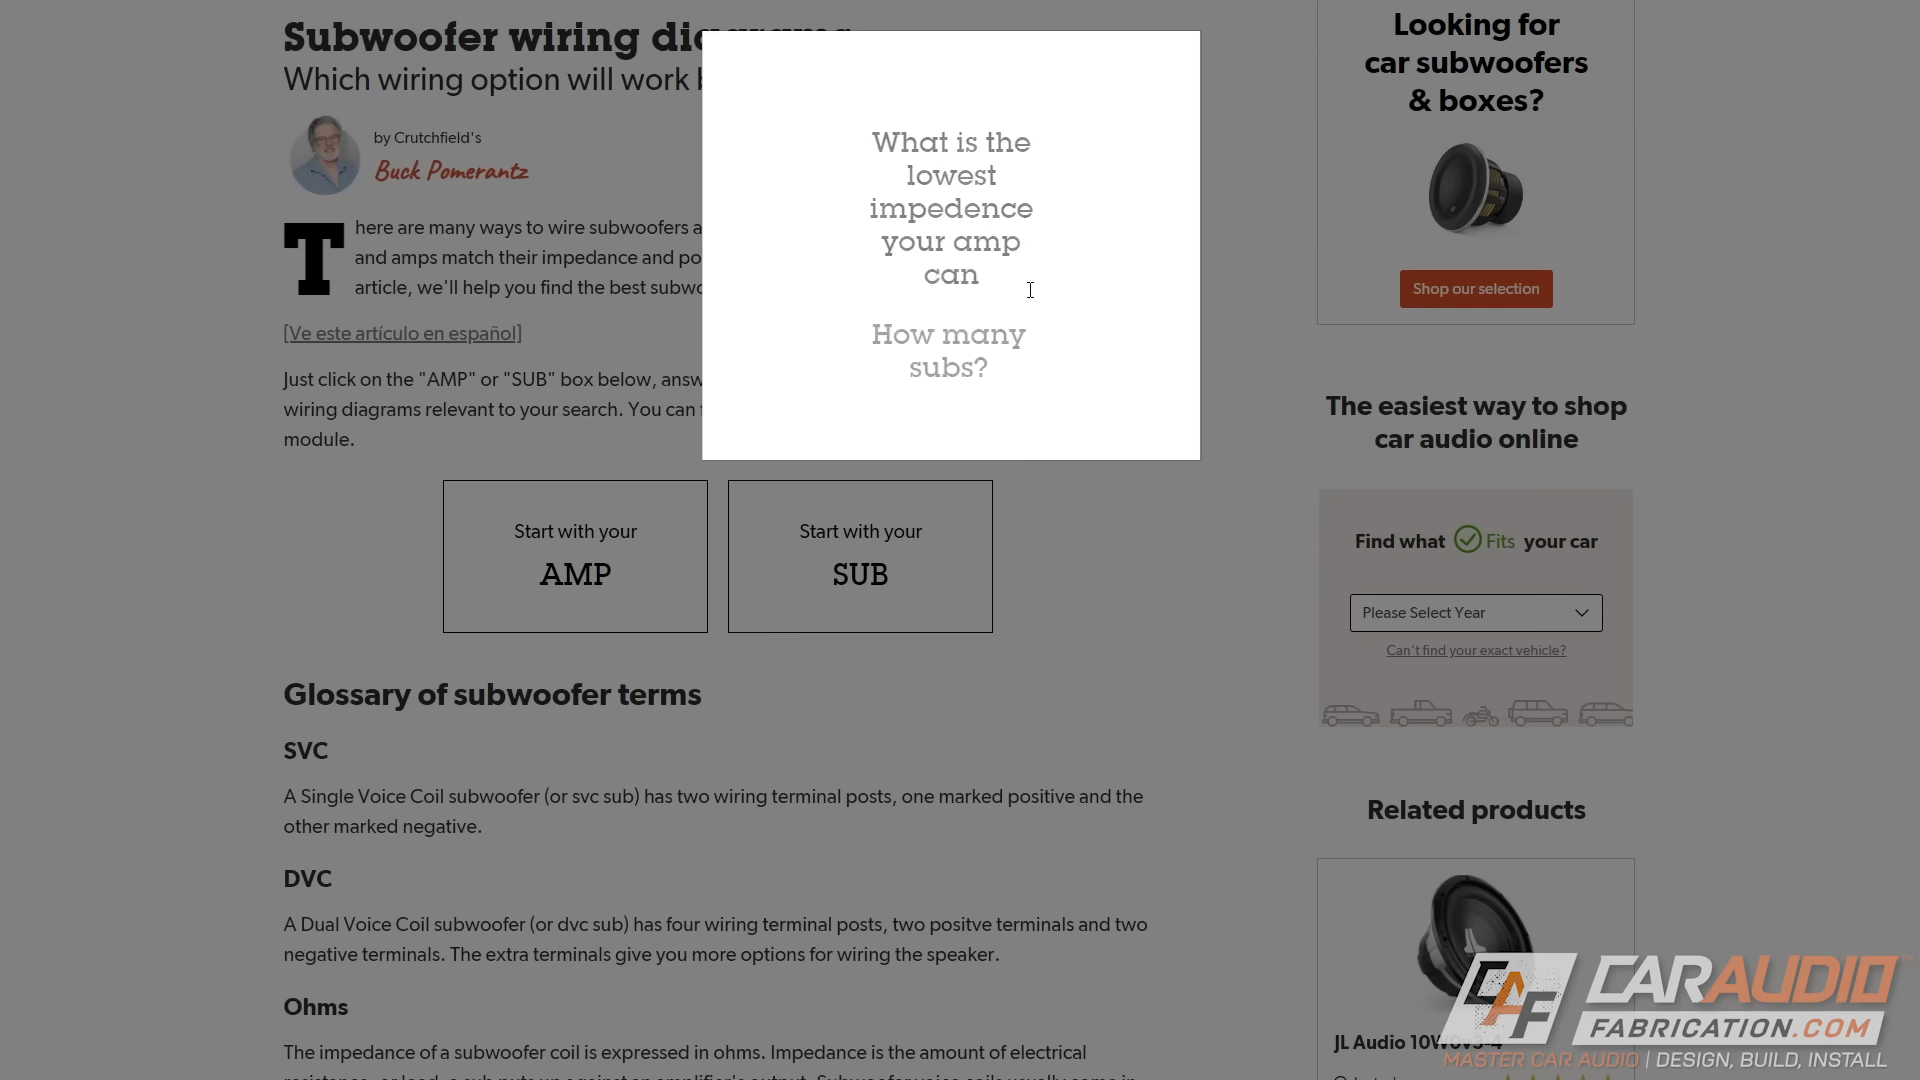 Subwoofer wiring
Which wiring option will work
by Crutchfield's
Buck Pomerantz
There are many ways to wire subwoofers
and amps match their impedance and
article, we'll help you find the best
[Ve este artículo en español]
Just click on the "AMP" or "SUB" box below,
wiring diagrams relevant to your search. You can
module.
What is the
lowest
impedence
your amp
can
How many
subs?
Start with your
AMP
Start with your
SUB
Glossary of subwoofer terms
SVC
A Single Voice Coil subwoofer (or svc sub) has two wiring terminal posts, one marked positive and the
other marked negative.
DVC
A Dual Voice Coil subwoofer (or dvc sub) has four wiring terminal posts, two positve terminals and two
negative terminals. The extra terminals give you more options for wiring the speaker.
Ohms
The impedance of a subwoofer coil is expressed in ohms. Impedance is the amount of electrical
Looking for
car subwoofers
& boxes?
Shop our selection
The easiest way to shop
car audio online
Find what Fits your car
Please Select Year
Can't find your exact vehicle?
Related products
JL Audio
CAF
CARAUDIO
FABRICATION.COM
MASTER CAR AUDIO | DESIGN, BUILD, INSTALL